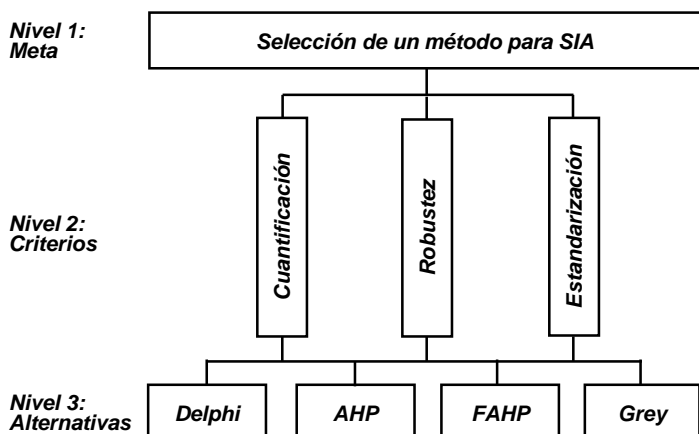 Nivel 1:
Meta
Selección de un método para SIA
Nivel 2:
Criterios
Cuantificación
Robustez
Estandarización
Nivel 3:
Alternativas
Delphi
AHP
FAHP
Grey